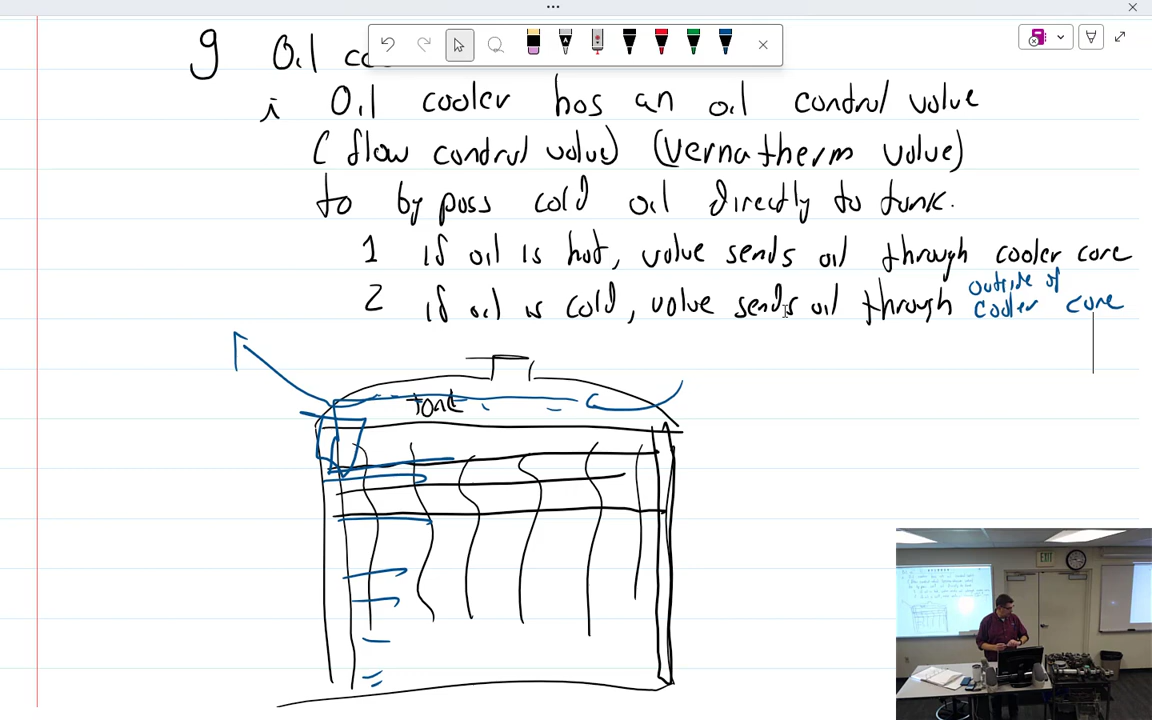 g Oil
i Oil cooler has an oil control valve
(flow control valve) (vernatherm valve)
to bypass cold oil directly to tank.
1 if oil is hot, valve sends oil through cooler core
2 if oil is cold, valve sends oil through outside of cooler core
tank
EXIT